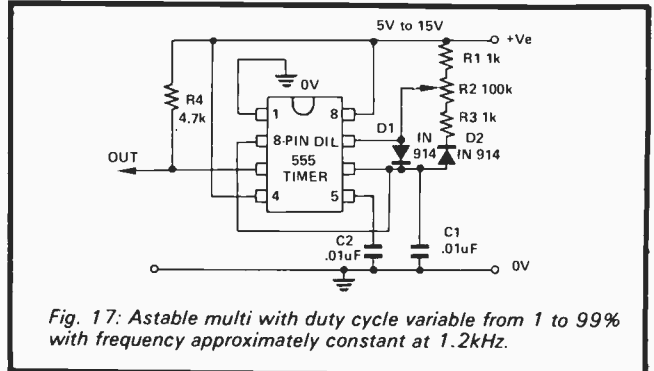 5V to 15V
+Ve
R1 1k
R2 100k
R3 1k
R4
4.7k
0V
1
8
8-PIN DIL
555
TIMER
4
5
D1
IN
914
D2
IN 914
OUT
C2
.01uF
C1
.01uF
0V
Fig. 17: Astable multi with duty cycle variable from 1 to 99%
with frequency approximately constant at 1.2kHz.